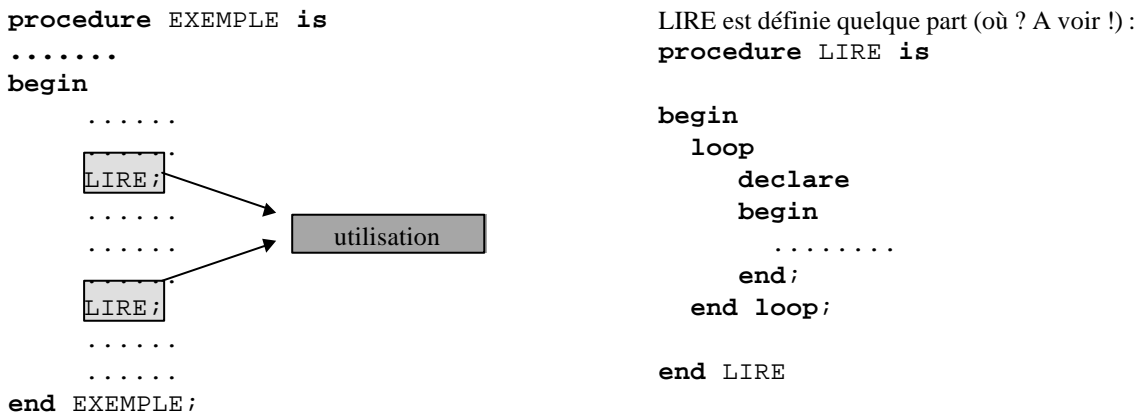 procedure EXEMPLE is
.......
begin
......
......
LIRE;
......
......
......
LIRE;
......
......
end EXEMPLE;
utilisation
LIRE est définie quelque part (où ? A voir !) :
procedure LIRE is
begin
loop
declare
begin
........
end;
end loop;
end LIRE